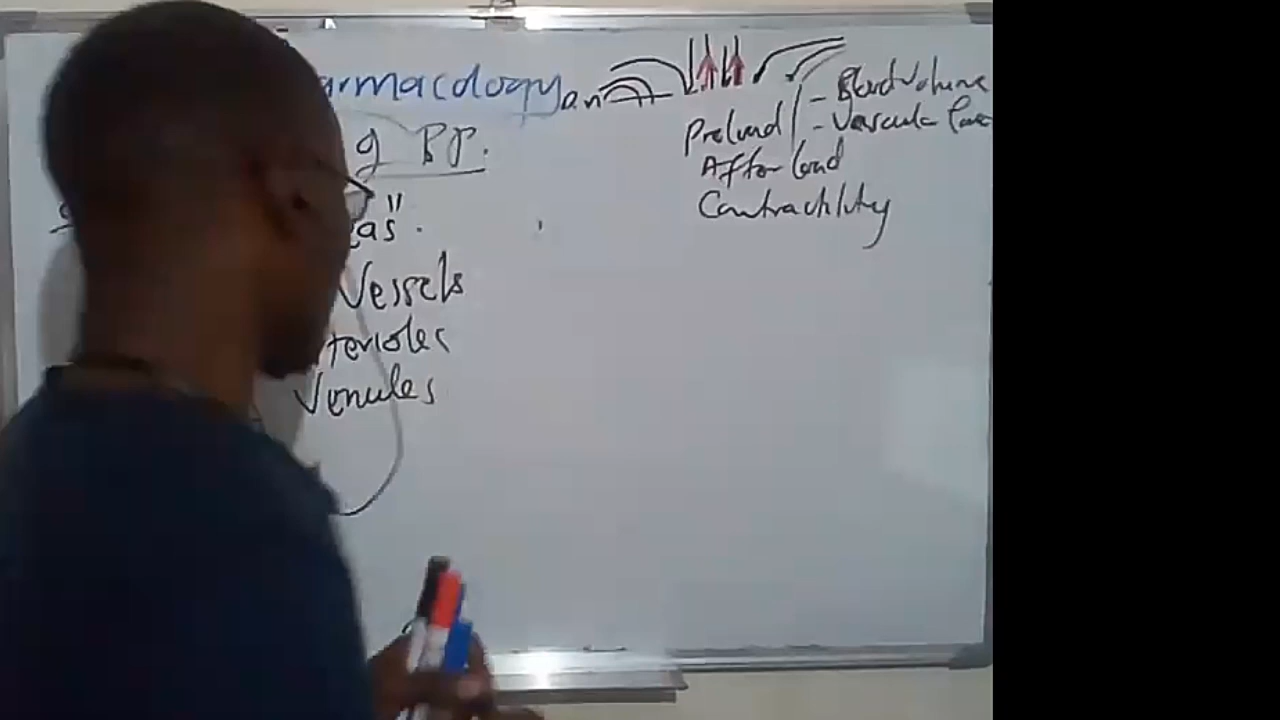 armacology
g BP.
as".
Vessels
terioles
Venules
Preload - Blood Volume
- Vascular
After load
Contractility